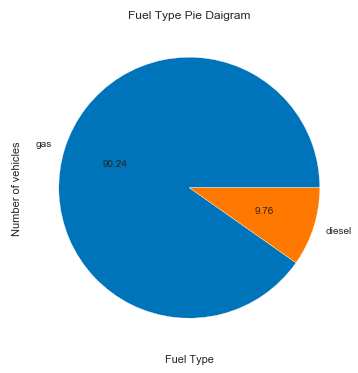 Fuel Type Pie Daigram
gas
90.24
Number of vehicles
9.76
diesel
Fuel Type